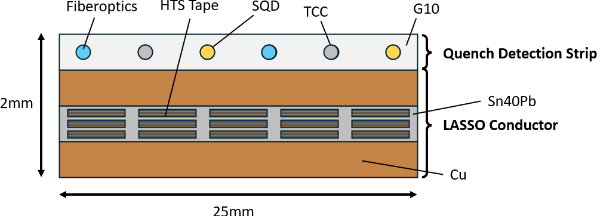 Fiberoptics
HTS Tape
SQD
TCC
G10
Quench Detection Strip
2mm
Sn40Pb
LASSO Conductor
Cu
25mm